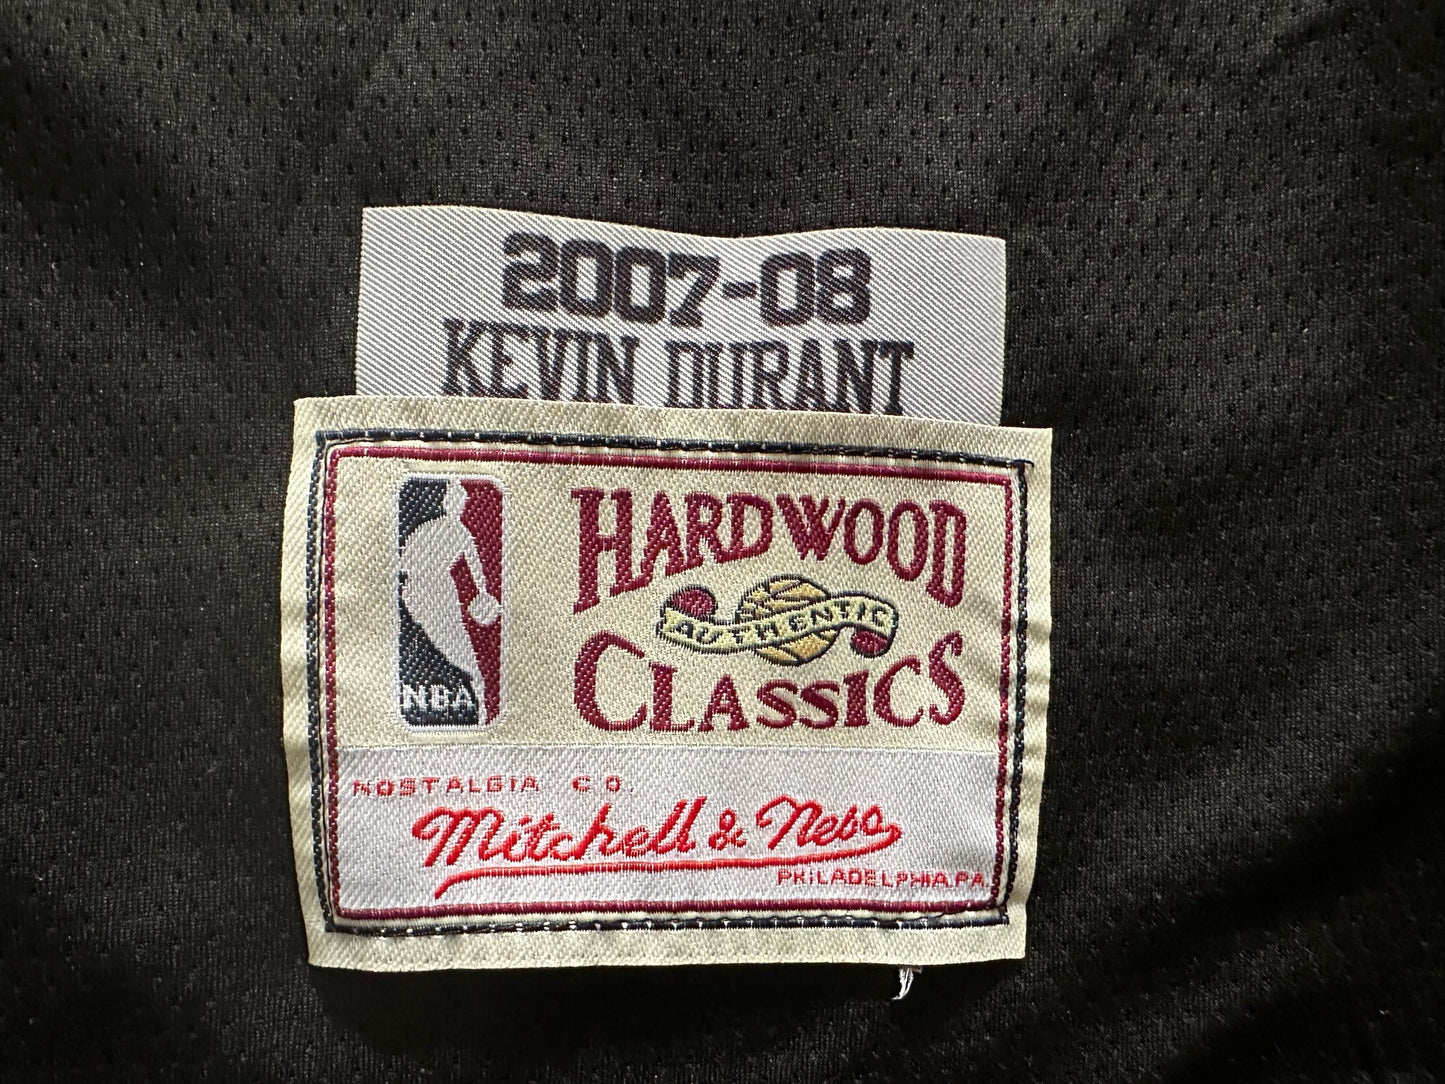 2007-08
KEVIN DURANT
NBA
HARDWOOD
AUTHENTIC
CLASSICS
NOSTALGIA CO.
Mitchell & Ness
PHILADELPHIA, PA